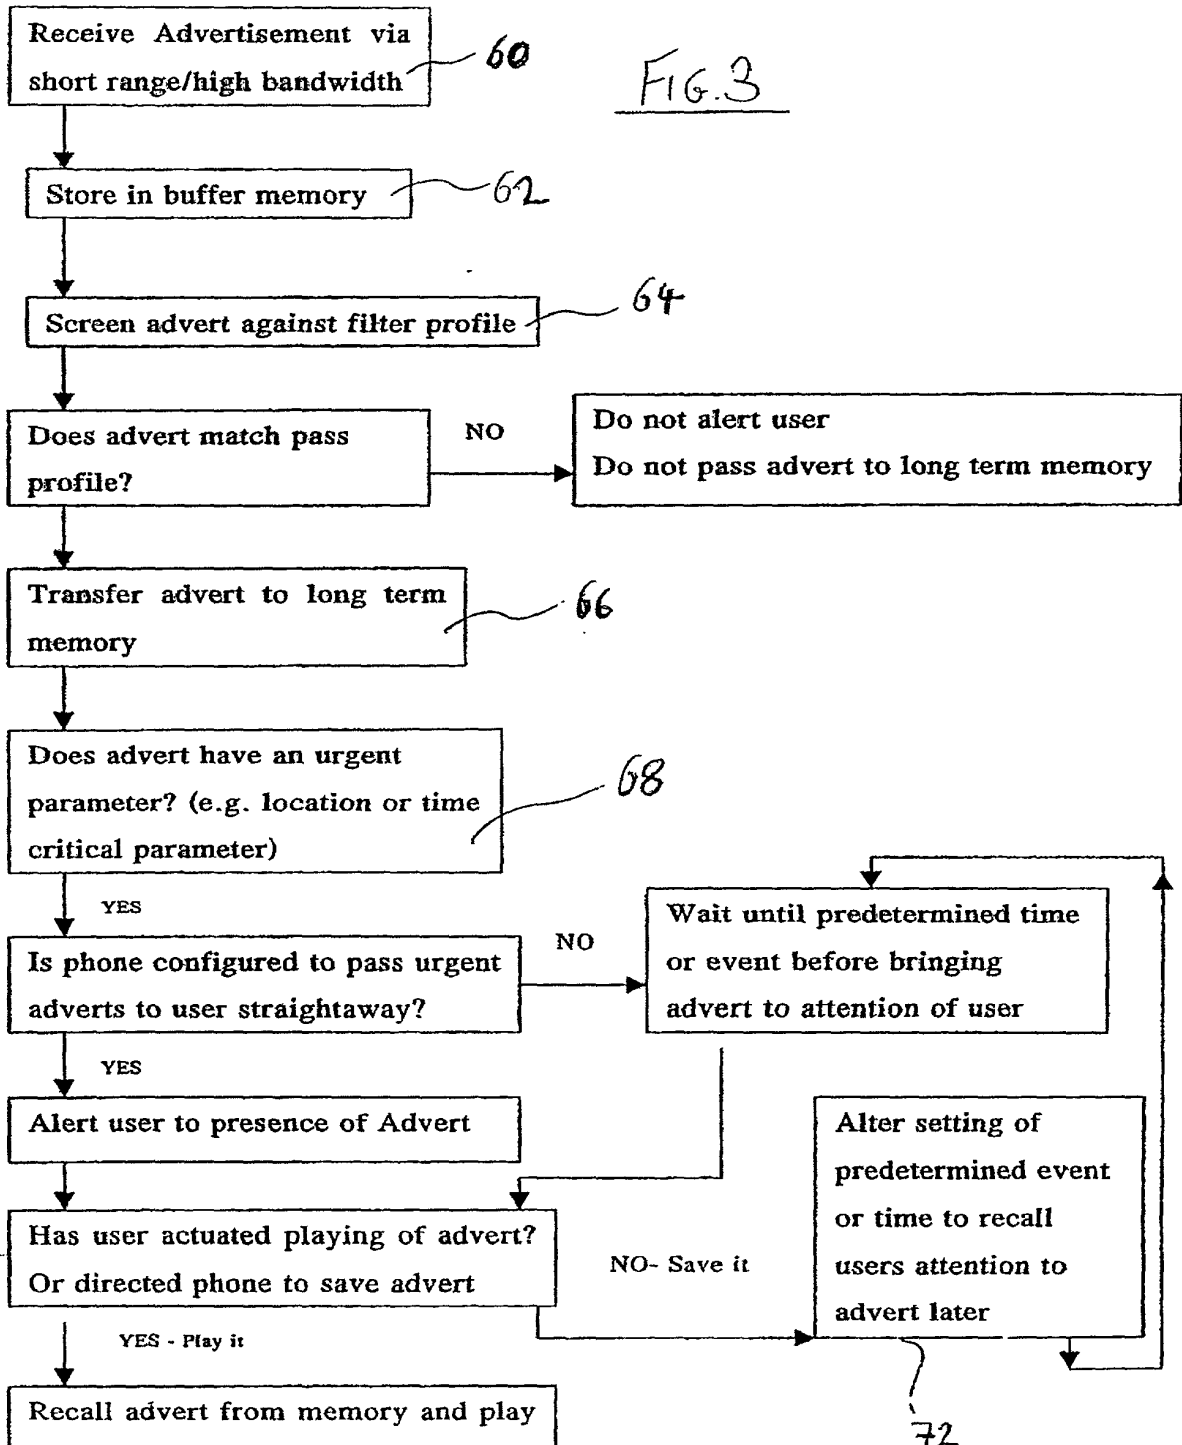 Receive Advertisement via
short range/high bandwidth
60
FIG.3
Store in buffer memory
62
Screen advert against filter profile
64
Does advert match pass
profile?
NO
Do not alert user
Do not pass advert to long term memory
Transfer advert to long term
memory
66
Does advert have an urgent
parameter? (e.g. location or time
critical parameter)
68
YES
Is phone configured to pass urgent
adverts to user straightaway?
NO
Wait until predetermined time
or event before bringing
advert to attention of user
YES
Alert user to presence of Advert
Has user actuated playing of advert?
Or directed phone to save advert
NO- Save it
Alter setting of
predetermined event
or time to recall
users attention to
advert later
YES - Play it
Recall advert from memory and play
72